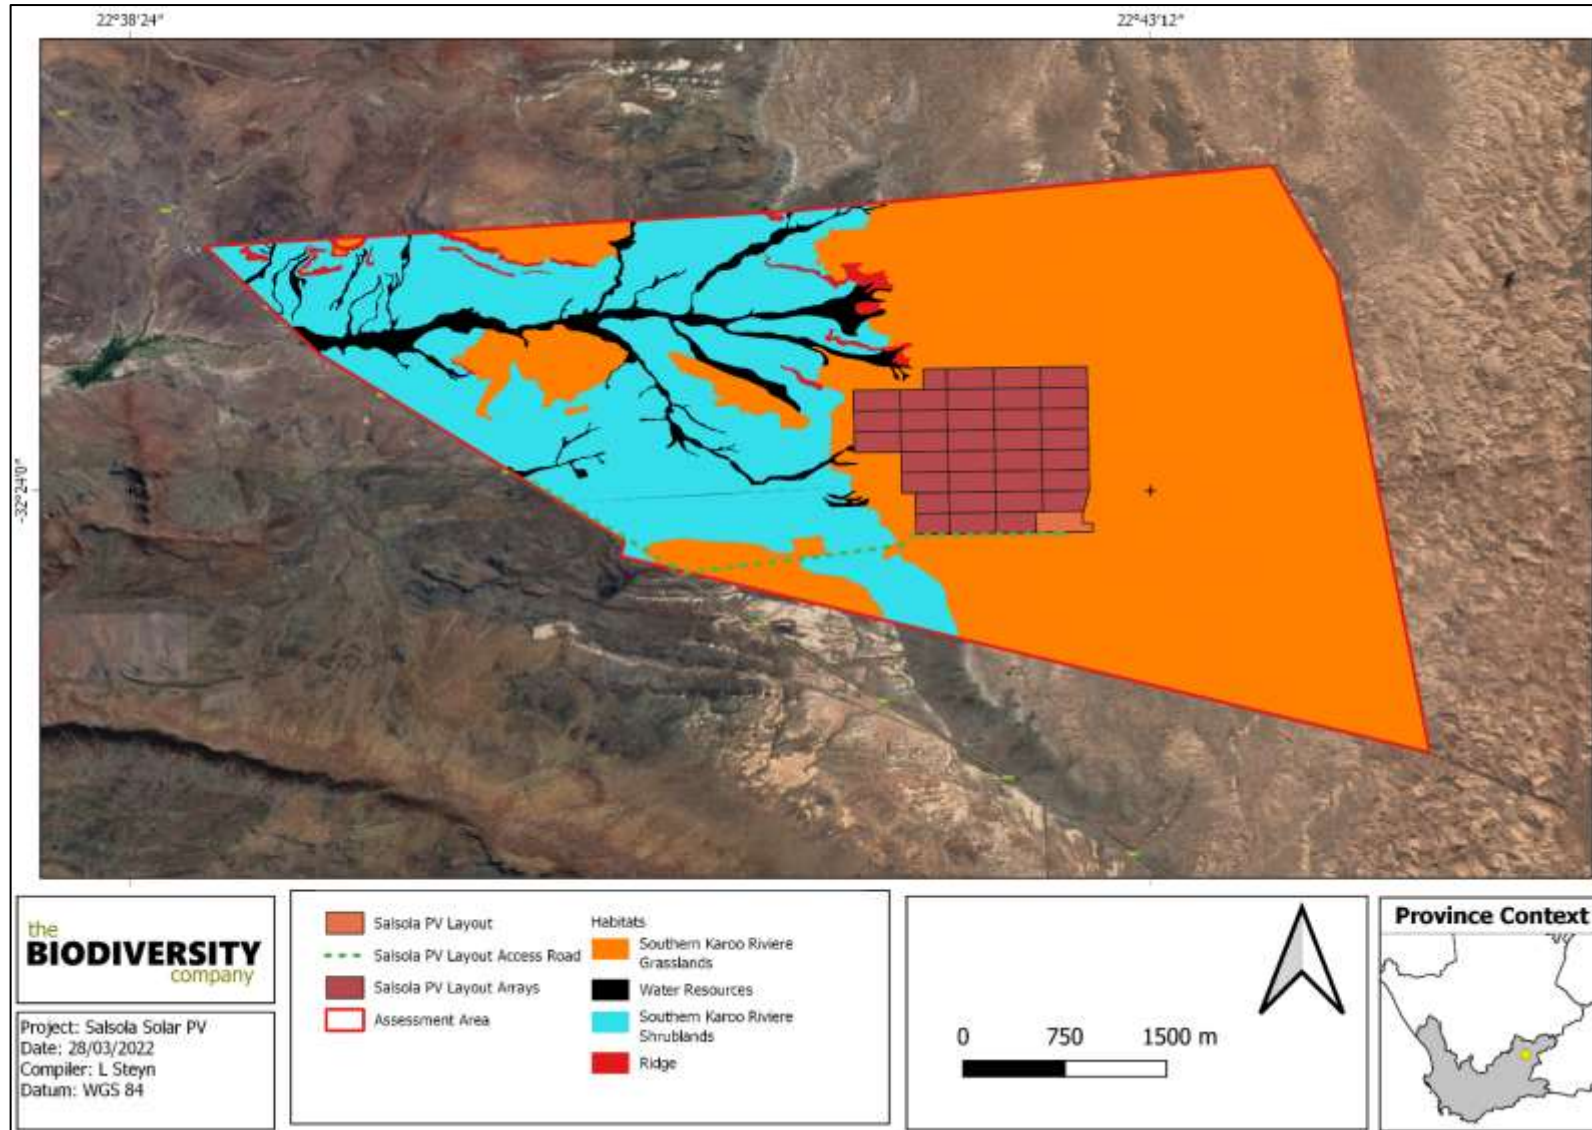 22°38'24"
22°43'12"
-32°24'0"
the
BIODIVERSITY
company
Project: Salsola Solar PV
Date: 28/03/2022
Compiler: L Steyn
Datum: WGS 84
Salsola PV Layout
Salsola PV Layout Access Road
Salsola PV Layout Arrays
Assessment Area
Habitats
Southern Karoo Riviere
Grasslands
Water Resources
Southern Karoo Riviere
Shrublands
Ridge
0 750 1500 m
Province Context